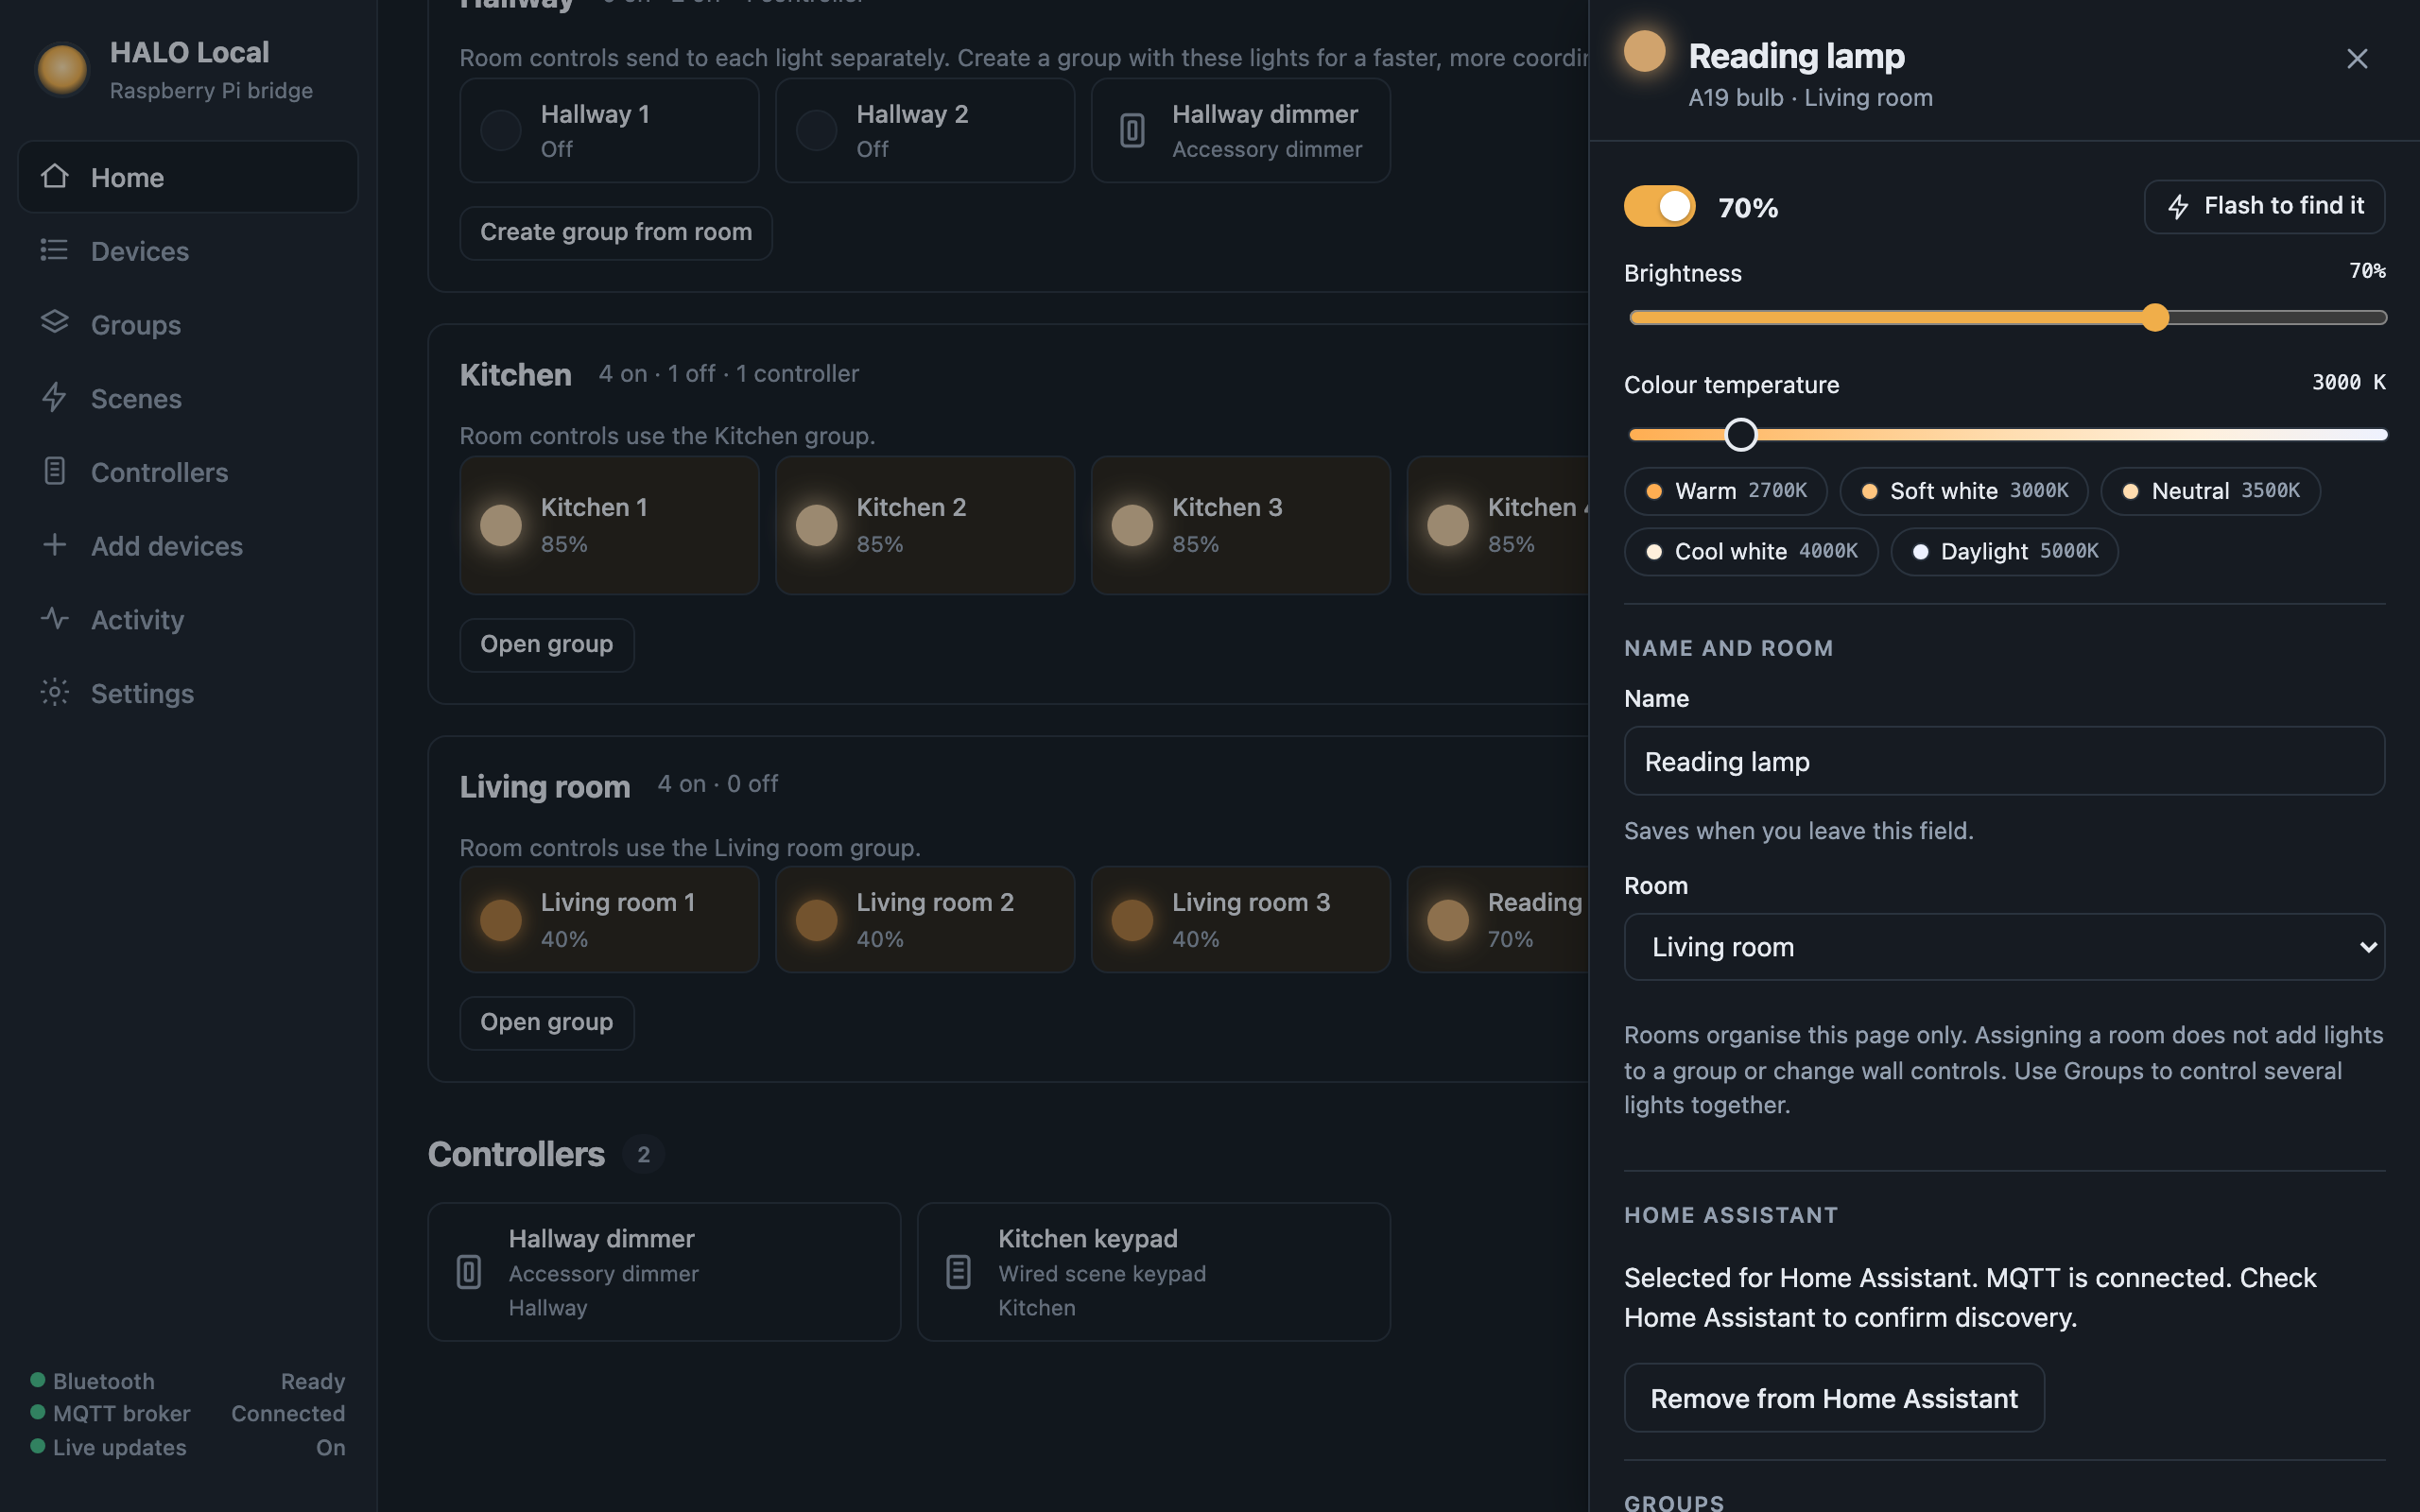 HALO Local
Raspberry Pi bridge
Home
Devices
Groups
Scenes
Controllers
Add devices
Activity
Settings
Bluetooth Ready
MQTT broker Connected
Live updates On
Hallway
Room controls send to each light separately. Create a group with these lights for a faster, more
Hallway 1
Off
Hallway 2
Off
Hallway dimmer
Accessory dimmer
Create group from room
Kitchen 4 on · 1 off · 1 controller
Room controls use the Kitchen group.
Kitchen 1
85%
Kitchen 2
85%
Kitchen 3
85%
Kitchen
85%
Open group
Living room 4 on · 0 off
Room controls use the Living room group.
Living room 1
40%
Living room 2
40%
Living room 3
40%
Reading
70%
Open group
Controllers 2
Hallway dimmer
Accessory dimmer
Hallway
Kitchen keypad
Wired scene keypad
Kitchen
Reading lamp
A19 bulb · Living room
70%
Flash to find it
Brightness 70%
Colour temperature 3000 K
Warm 2700K
Soft white 3000K
Neutral 3500K
Cool white 4000K
Daylight 5000K
NAME AND ROOM
Name
Reading lamp
Saves when you leave this field.
Room
Living room
Rooms organise this page only. Assigning a room does not add lights
to a group or change wall controls. Use Groups to control several
lights together.
HOME ASSISTANT
Selected for Home Assistant. MQTT is connected. Check
Home Assistant to confirm discovery.
Remove from Home Assistant
GROUPS